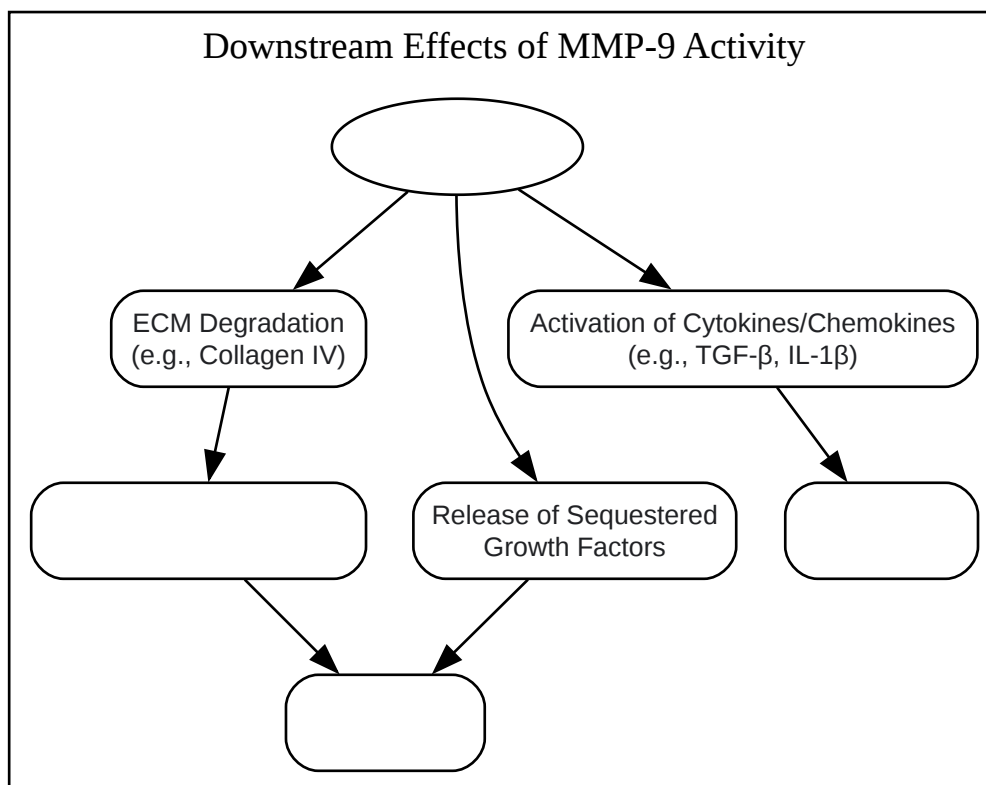 Downstream Effects of MMP-9 Activity
ECM Degradation
(e.g., Collagen IV)
Activation of Cytokines/Chemokines
(e.g., TGF-β, IL-1β)
Release of Sequestered
Growth Factors